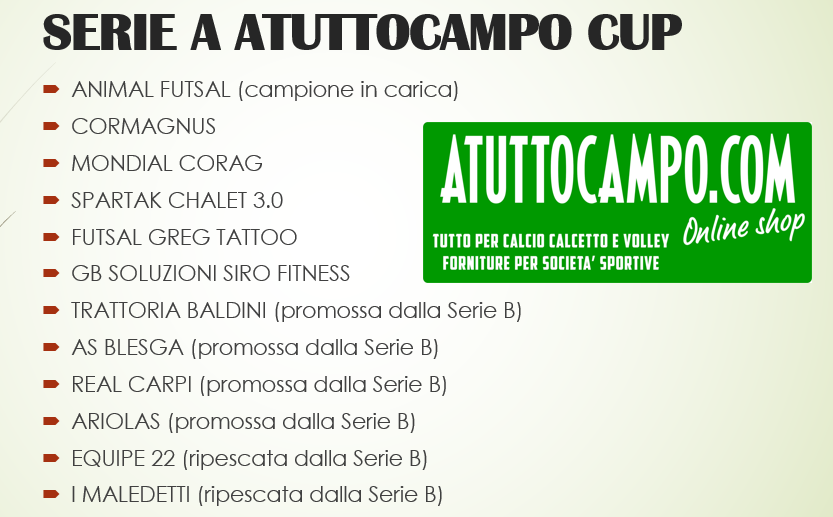 SERIE A ATUTTOCAMPO CUP
ANIMAL FUTSAL (campione in carica)
CORMAGNUS
MONDIAL CORAG
SPARTAK CHALET 3.0
FUTSAL GREG TATTOO
GB SOLUZIONI SIRO FITNESS
TRATTORIA BALDINI (promossa dalla Serie B)
AS BLESGA (promossa dalla Serie B)
REAL CARPI (promossa dalla Serie B)
ARIOLAS (promossa dalla Serie B)
EQUIPE 22 (ripescata dalla Serie B)
I MALEDETTI (ripescata dalla Serie B)
ATUTTOCAMPO.COM
Online shop
TUTTO PER CALCIO CALCETTO E VOLLEY
FORNITURE PER SOCIETA' SPORTIVE